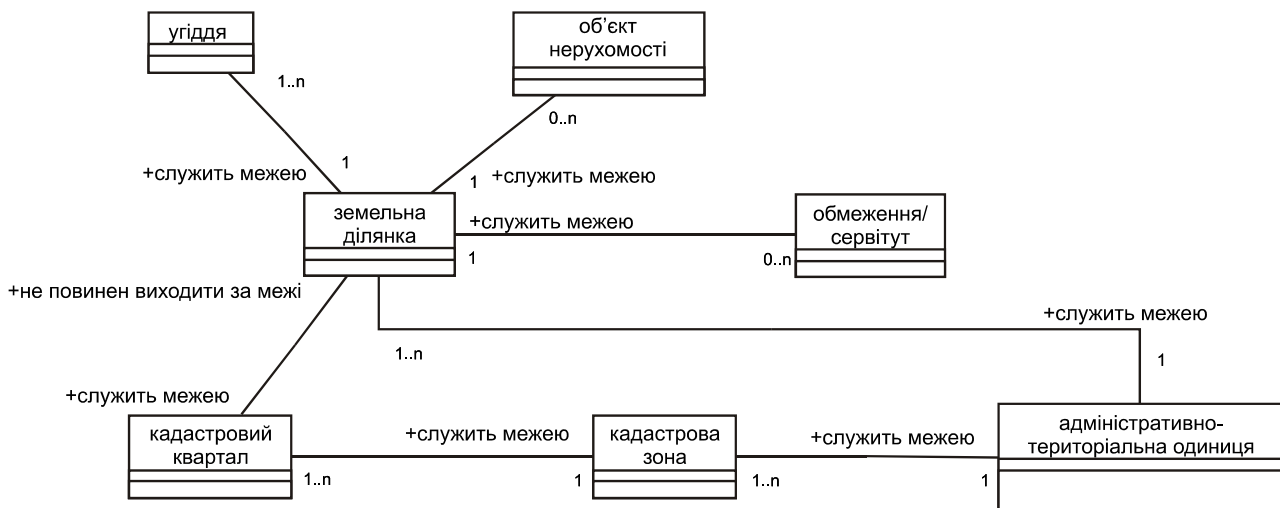 угіддя
об’єкт
нерухомості
1..n
0..n
1
+служить межею
1
+служить межею
земельна
ділянка
+служить межею
обмеження/
сервітут
1
0..n
+не повинен виходити за межі
+служить межею
1..n
1
+служить межею
кадастровий
квартал
+служить межею
кадастрова
зона
+служить межею
адміністративно-
територіальна одиниця
1..n
1
1..n
1